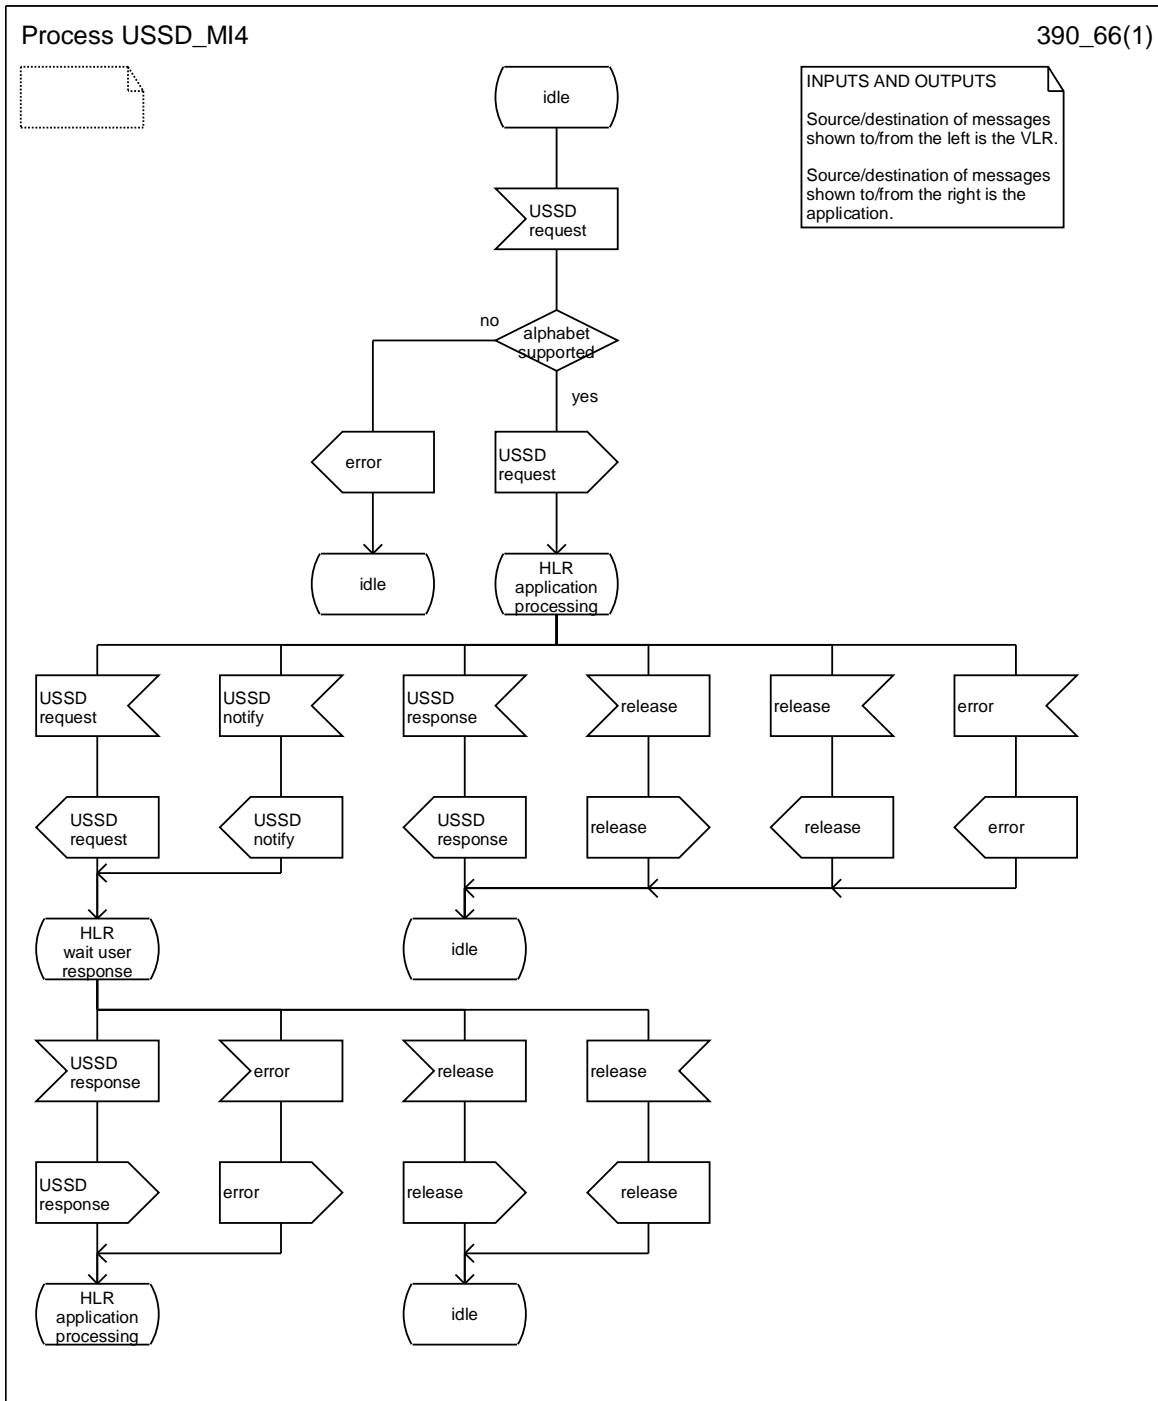 Process USSD_MI4
390_66(1)
idle
INPUTS AND OUTPUTS
Source/destination of messages
shown to/from the left is the VLR.
Source/destination of messages
shown to/from the right is the
application.
USSD
request
alphabet
supported
no
yes
error
USSD
request
idle
HLR
application
processing
USSD
request
USSD
notify
USSD
response
release
release
error
USSD
request
USSD
notify
USSD
response
release
release
error
HLR
wait user
response
idle
USSD
response
error
release
release
USSD
response
error
release
release
HLR
application
processing
idle